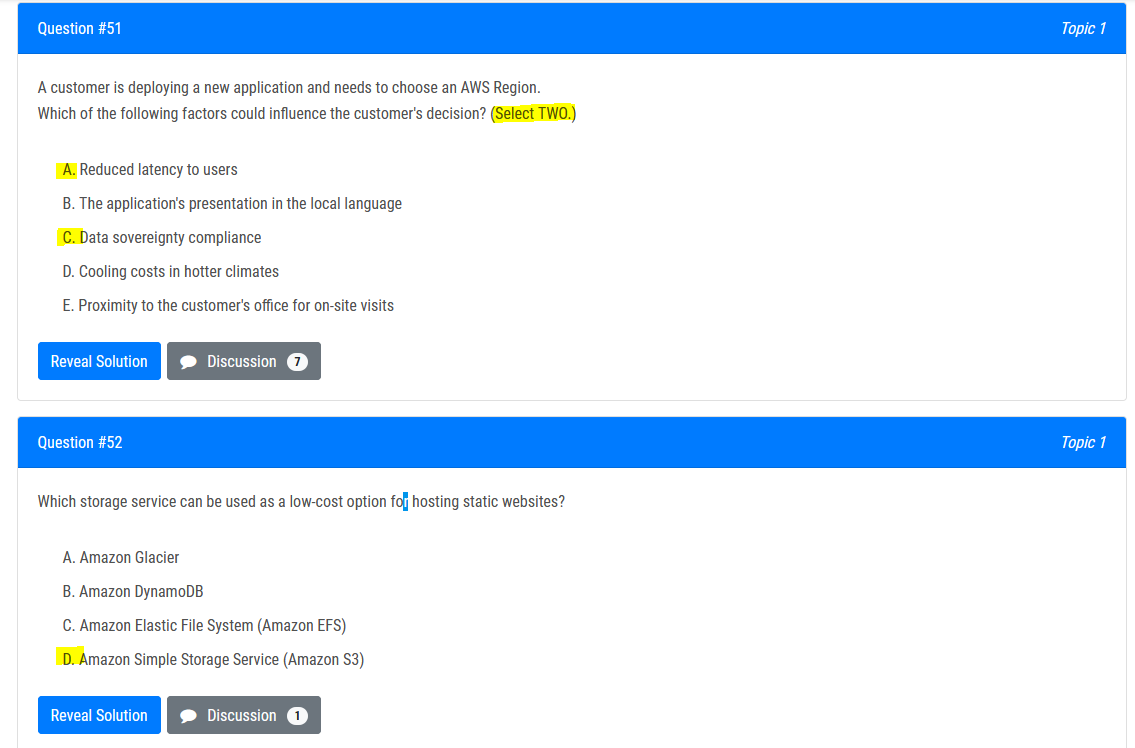 Question #51
Topic 1
A customer is deploying a new application and needs to choose an AWS Region.
Which of the following factors could influence the customer's decision? (Select TWO.)
A. Reduced latency to users
B. The application's presentation in the local language
C. Data sovereignty compliance
D. Cooling costs in hotter climates
E. Proximity to the customer's office for on-site visits
Reveal Solution
Discussion 7
Question #52
Topic 1
Which storage service can be used as a low-cost option for hosting static websites?
A. Amazon Glacier
B. Amazon DynamoDB
C. Amazon Elastic File System (Amazon EFS)
D. Amazon Simple Storage Service (Amazon S3)
Reveal Solution
Discussion 1